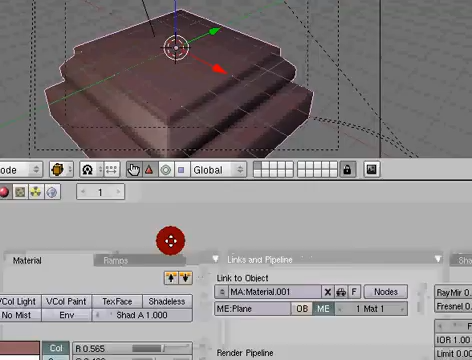 ode
Global
1
Material
Ramps
Links and Pipeline
Sha
Link to Object
MA:Material.001
F
Nodes
ME:Plane
OB
ME
1 Mat 1
VCol Light
VCol Paint
TexFace
Shadeless
No Mist
Env
Shad A 1.000
RayMir 0.
Fresnel 0.
IOR 1.00
Limit 0.00
Col
R 0.565
Render Pipeline